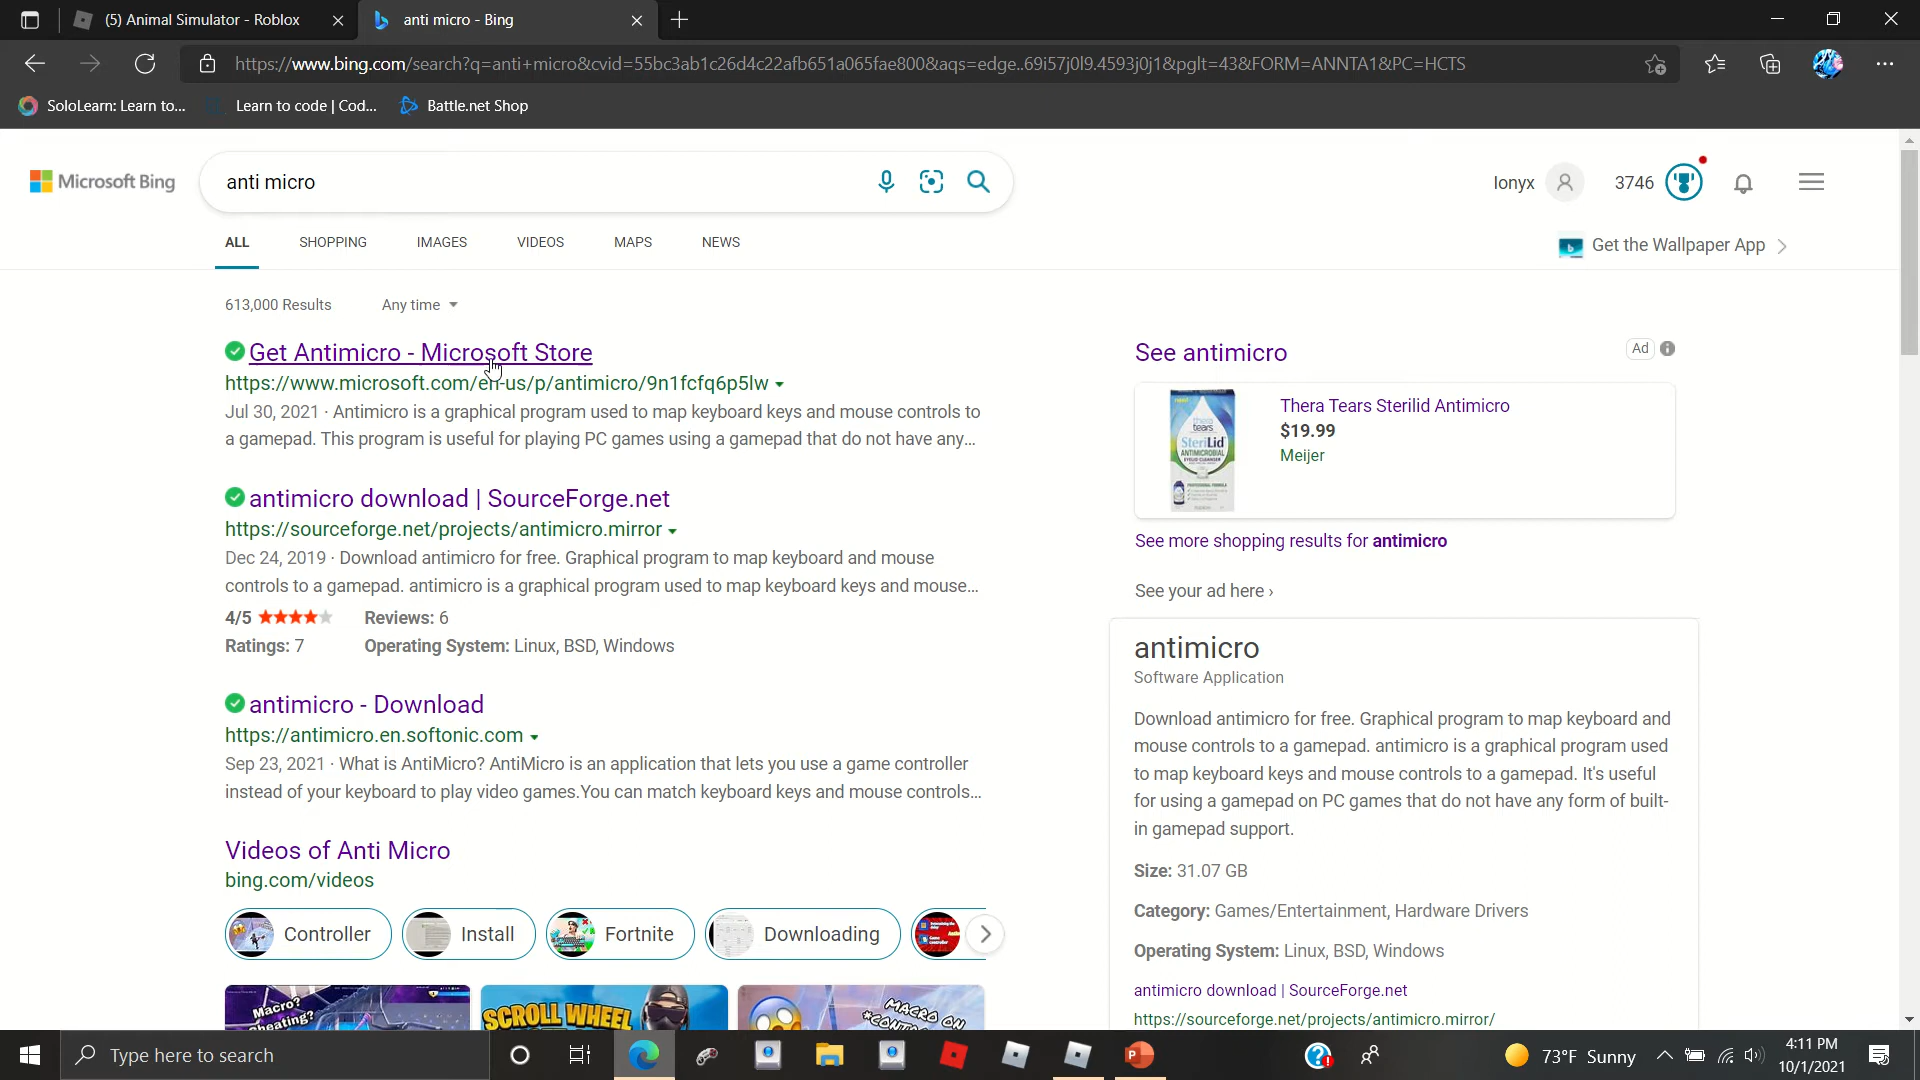 (5) Animal Simulator - Roblox
anti micro - Bing
https://www.bing.com/search?q=anti+micro&cvid=55bc3ab1c26d4c22afb651a065fae800&aqs=edge..69i57j0l9.4593j0j1&pglt=43&FORM=ANNTA1&PC=HCTS
SoloLearn: Learn to...
Learn to code | Cod...
Battle.net Shop
Microsoft Bing
anti micro
Ionyx
3746
ALL
SHOPPING
IMAGES
VIDEOS
MAPS
NEWS
Get the Wallpaper App
613,000 Results
Any time
Get Antimicro - Microsoft Store
https://www.microsoft.com/en-us/p/antimicro/9n1fcfq6p5lw
Jul 30, 2021 · Antimicro is a graphical program used to map keyboard keys and mouse controls to
a gamepad. This program is useful for playing PC games using a gamepad that do not have any...
antimicro download | SourceForge.net
https://sourceforge.net/projects/antimicro.mirror
Dec 24, 2019 · Download antimicro for free. Graphical program to map keyboard and mouse
controls to a gamepad. antimicro is a graphical program used to map keyboard keys and mouse...
4/5
Reviews: 6
Ratings: 7
Operating System: Linux, BSD, Windows
antimicro - Download
https://antimicro.en.softonic.com
Sep 23, 2021 · What is AntiMicro? AntiMicro is an application that lets you use a game controller
instead of your keyboard to play video games.You can match keyboard keys and mouse controls...
Videos of Anti Micro
bing.com/videos
Controller
Install
Fortnite
Downloading
Macro?
Cheating?
SCROLL WHEEL
MACRO ON
*CONTROL
See antimicro
Ad
Thera Tears Sterilid Antimicro
$19.99
Meijer
thera
tears
SteriLid
ANTIMICROBIAL
See more shopping results for antimicro
See your ad here ›
antimicro
Software Application
Download antimicro for free. Graphical program to map keyboard and
mouse controls to a gamepad. antimicro is a graphical program used
to map keyboard keys and mouse controls to a gamepad. It's useful
for using a gamepad on PC games that do not have any form of built-
in gamepad support.
Size: 31.07 GB
Category: Games/Entertainment, Hardware Drivers
Operating System: Linux, BSD, Windows
antimicro download | SourceForge.net
https://sourceforge.net/projects/antimicro.mirror/
Type here to search
73°F Sunny
4:11 PM
10/1/2021